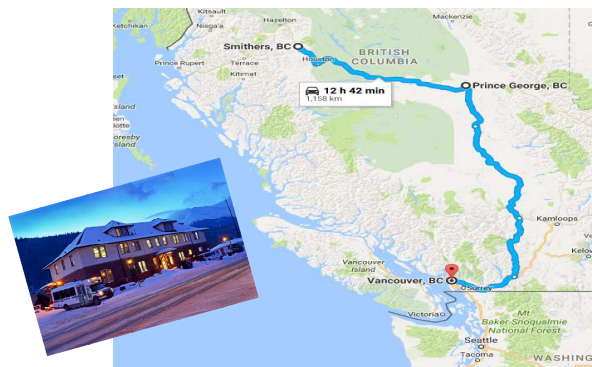 Kitsault
Ketchikan
Nisga'a
Hazelton
Mackenzie
Smithers, BC
BRITISH
COLUMBIA
Prince Rupert
Terrace
Houston
Kitimat
Prince George, BC
12 h 42 min
1,158 km
Kamloops
Vancouver
Island
Vancouver, BC
Surrey
Victoria
Mt
Baker-Snoqualmie
National Forest
Seattle
Tacoma
WASHING